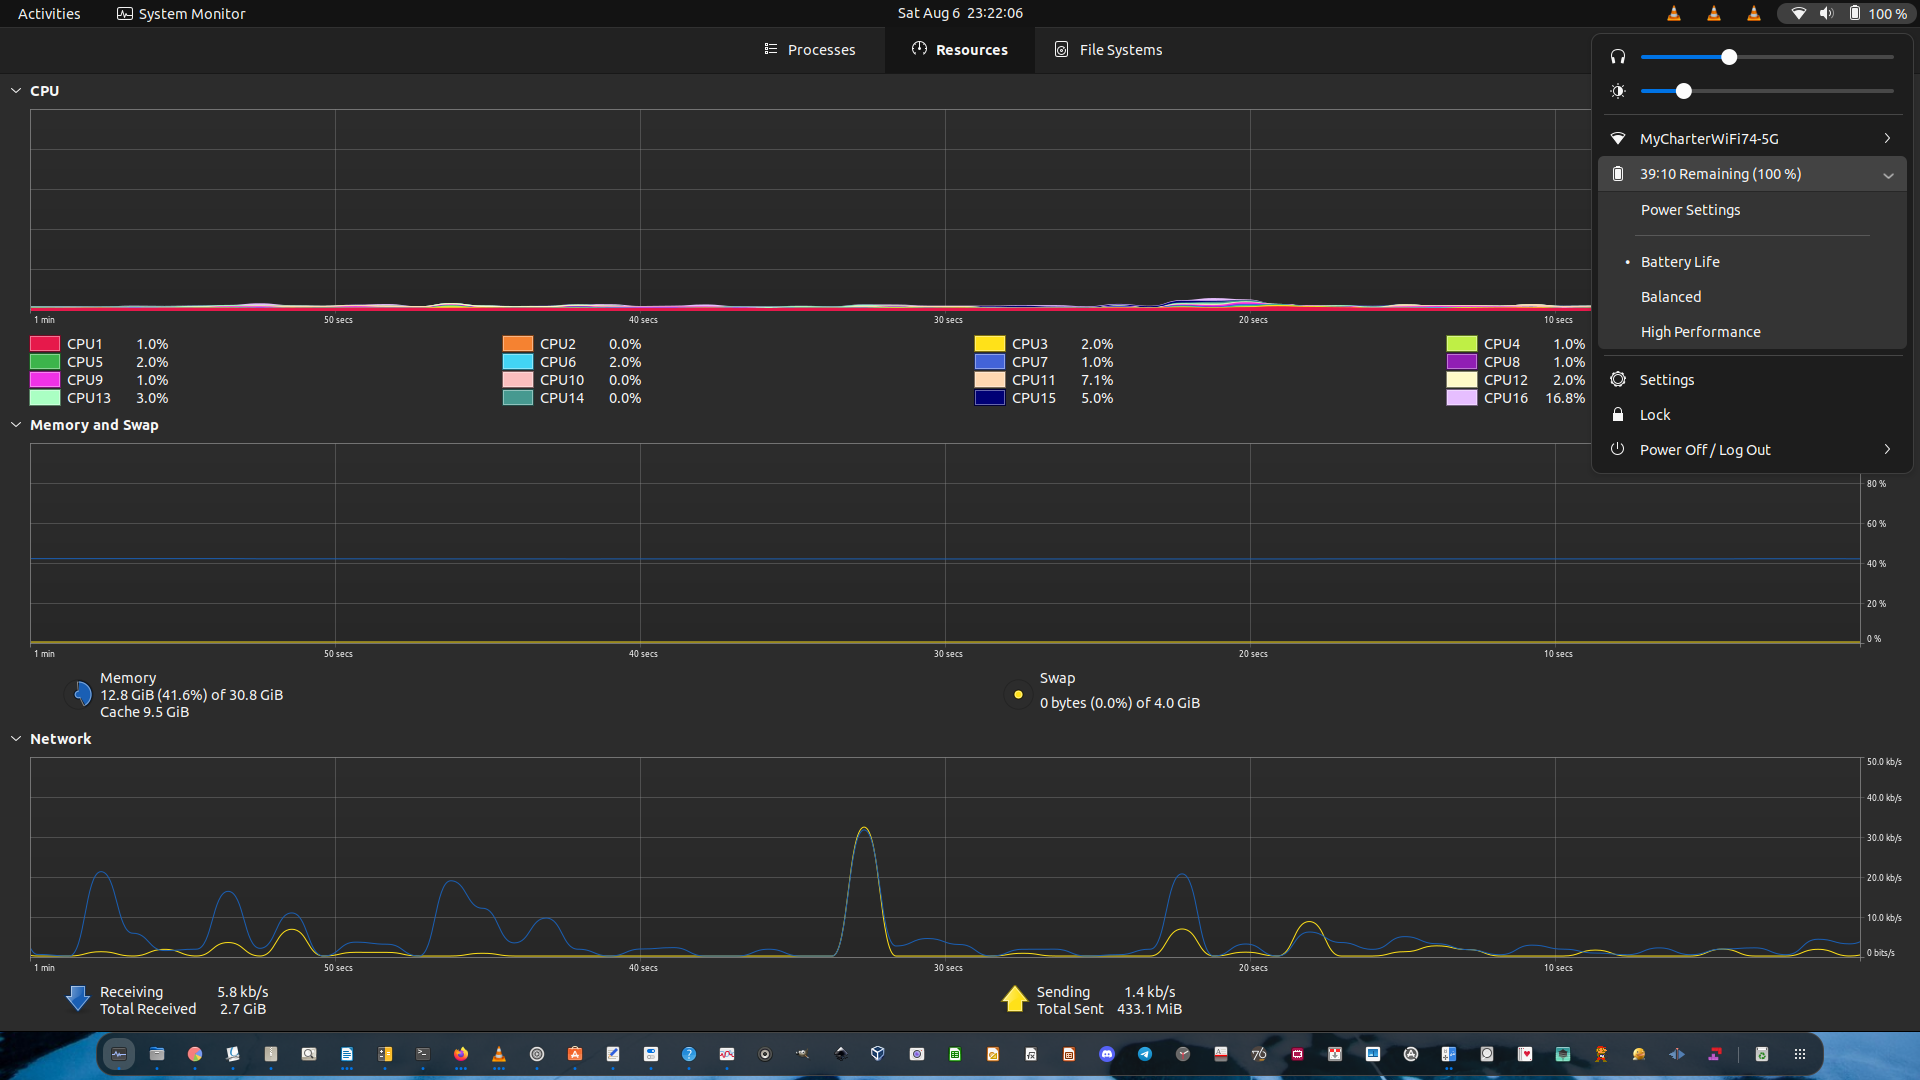 Activities
System Monitor
Sat Aug 6 23:22:06
100 %
Processes
Resources
File Systems
CPU
1 min
50 secs
40 secs
30 secs
20 secs
10 secs
CPU1 1.0%
CPU2 0.0%
CPU3 2.0%
CPU4 1.0%
CPU5 2.0%
CPU6 2.0%
CPU7 1.0%
CPU8 1.0%
CPU9 1.0%
CPU10 0.0%
CPU11 7.1%
CPU12 2.0%
CPU13 3.0%
CPU14 0.0%
CPU15 5.0%
CPU16 16.8%
MyCharterWiFi74-5G
39:10 Remaining (100 %)
Power Settings
Battery Life
Balanced
High Performance
Settings
Lock
Power Off / Log Out
Memory and Swap
80 %
60 %
40 %
20 %
0 %
1 min
50 secs
40 secs
30 secs
20 secs
10 secs
Memory
12.8 GiB (41.6%) of 30.8 GiB
Cache 9.5 GiB
Swap
0 bytes (0.0%) of 4.0 GiB
Network
50.0 kb/s
40.0 kb/s
30.0 kb/s
20.0 kb/s
10.0 kb/s
0 bits/s
1 min
50 secs
40 secs
30 secs
20 secs
10 secs
Receiving 5.8 kb/s
Total Received 2.7 GiB
Sending 1.4 kb/s
Total Sent 433.1 MiB
76